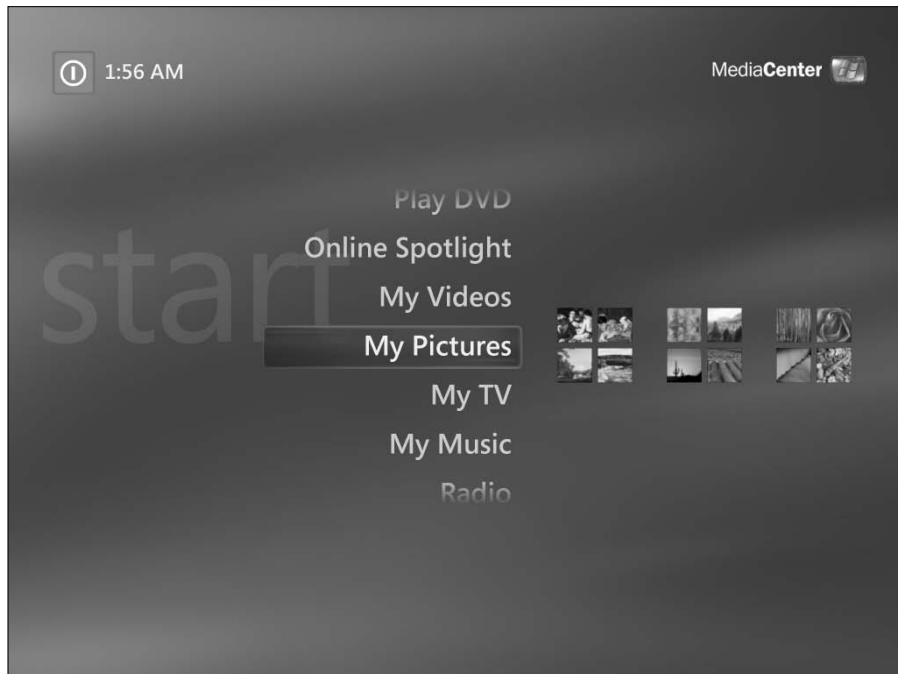 1:56 AM
MediaCenter
start
Play DVD
Online Spotlight
My Videos
My Pictures
My TV
My Music
Radio